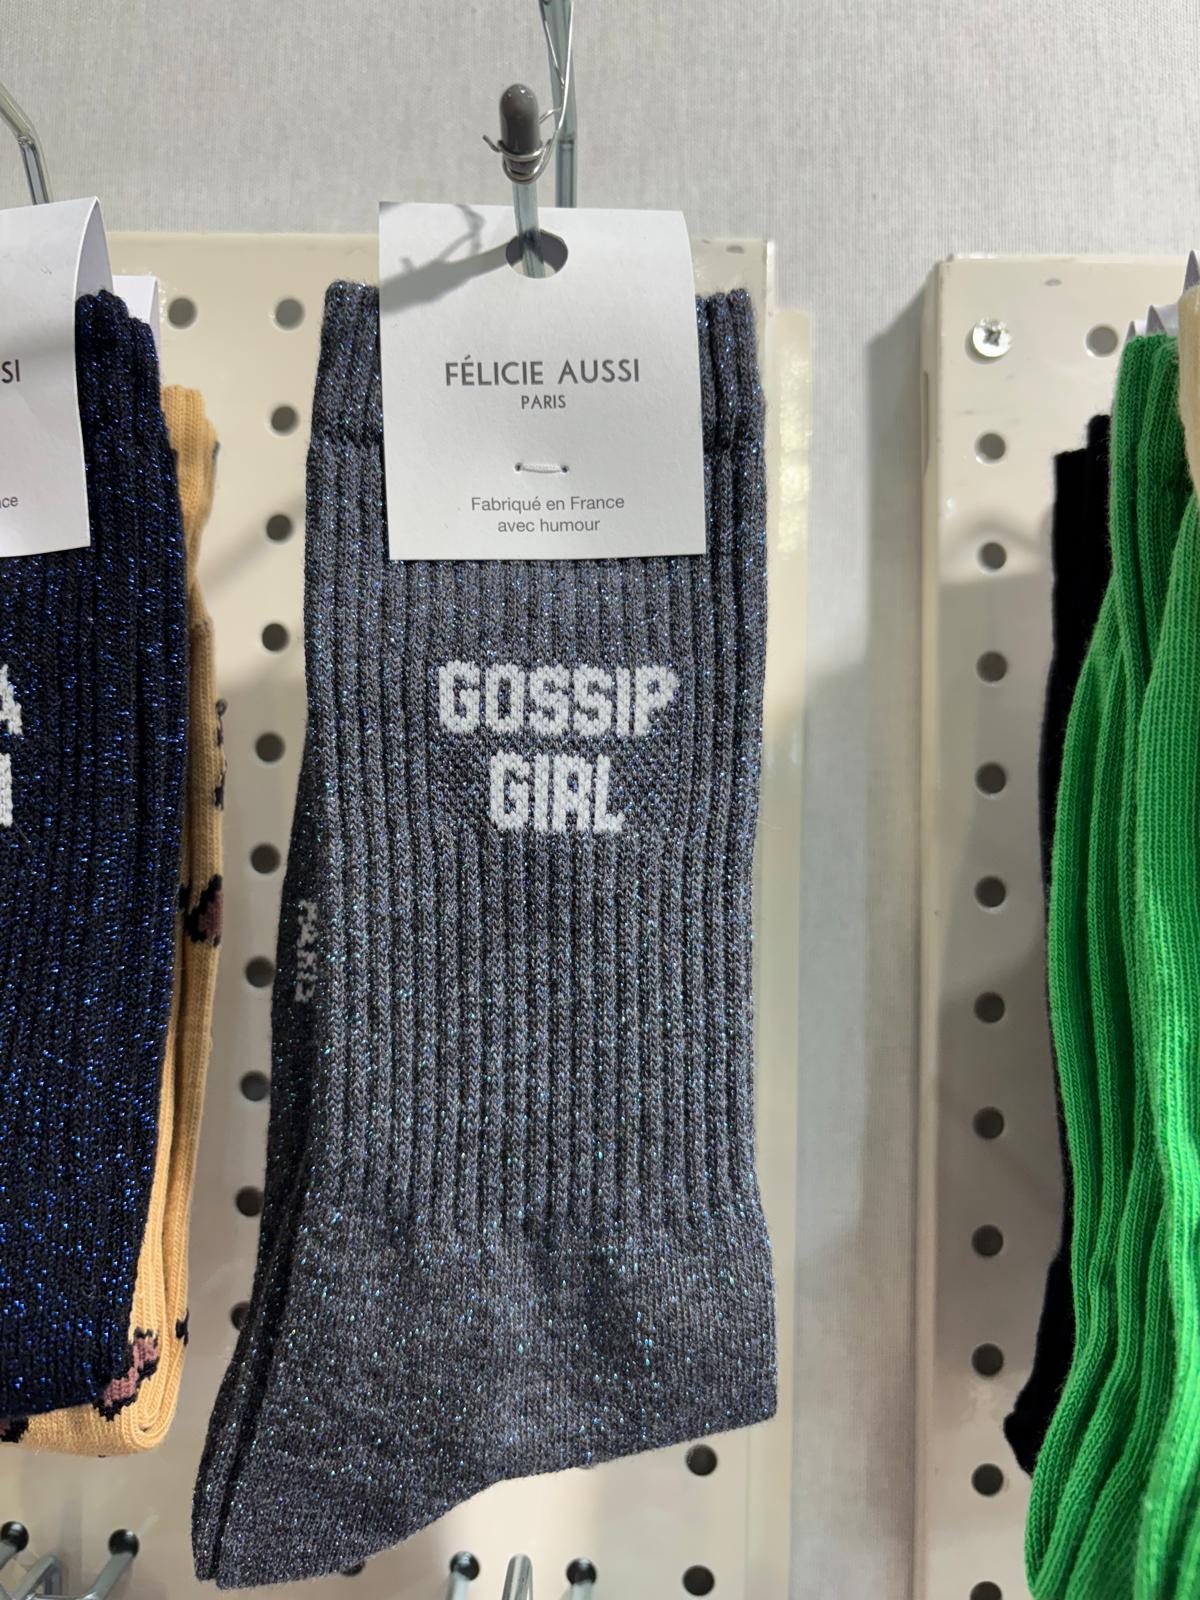 FÉLICIE AUSSI
PARIS
Fabriqué en France
avec humour
GOSSIP
GIRL
PARIS